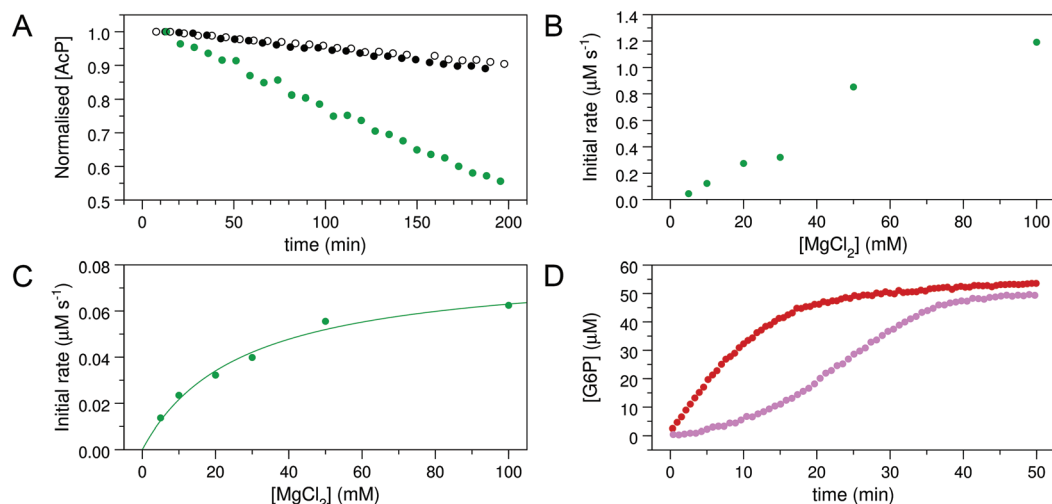 A
Normalised [AcP]
1.0
0.9
0.8
0.7
0.6
0.5
0 50 100 150 200
time (min)
B
Initial rate (µM s⁻¹)
1.4
1.2
1.0
0.8
0.6
0.4
0.2
0.0
0 20 40 60 80 100
[MgCl₂] (mM)
C
Initial rate (µM s⁻¹)
0.08
0.06
0.04
0.02
0.00
0 20 40 60 80 100
[MgCl₂] (mM)
D
[G6P] (µM)
60
50
40
30
20
10
0
0 10 20 30 40 50
time (min)